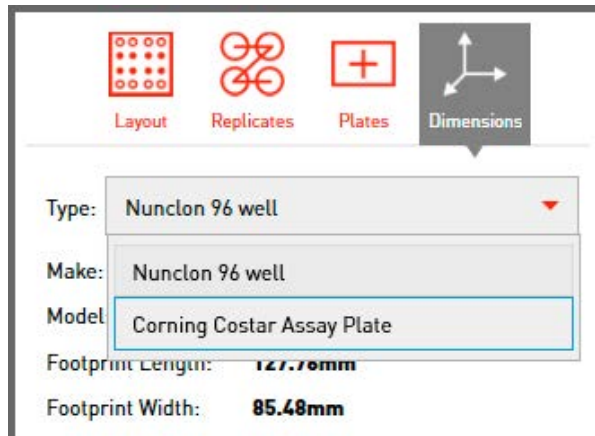 Layout Replicates Plates Dimensions
Type: Nunclon 96 well
Make: Nunclon 96 well
Model
Corning Costar Assay Plate
Footprint Length: 127.76mm
Footprint Width: 85.48mm